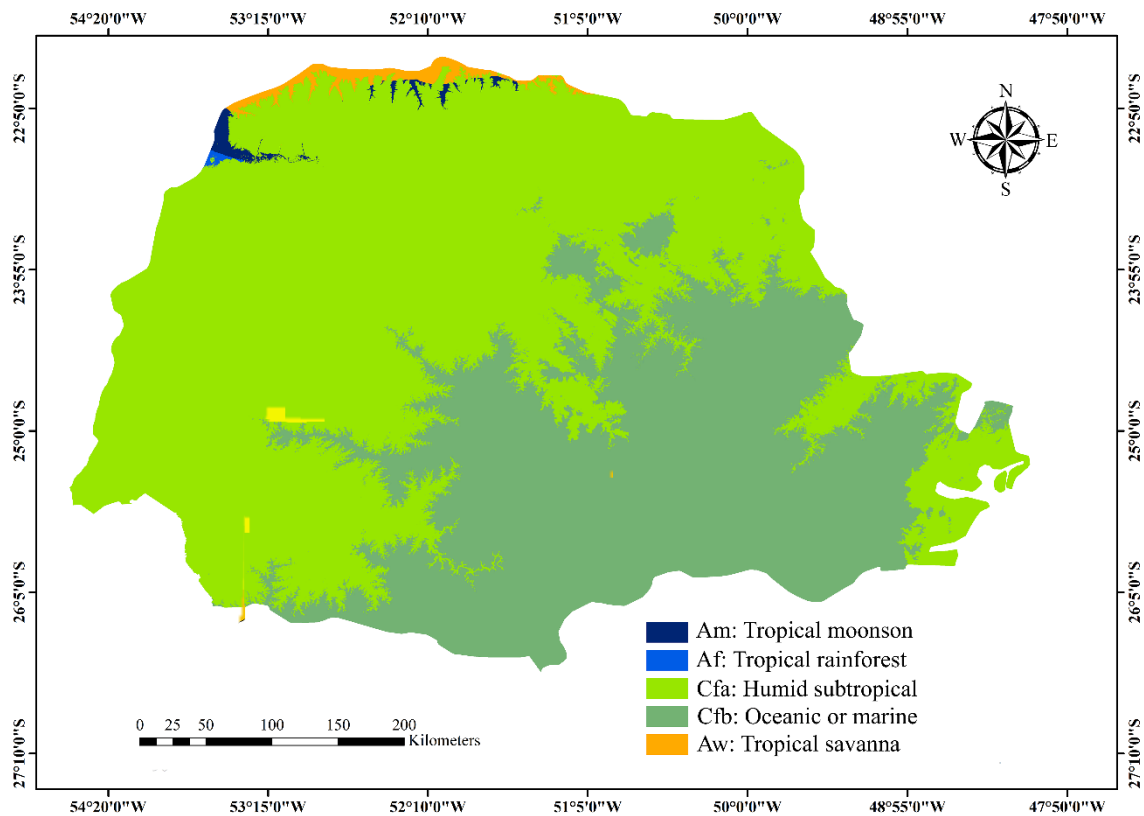 54°20'0"W 53°15'0"W 52°10'0"W 51°5'0"W 50°0'0"W 48°55'0"W 47°50'0"W
N
W E
S
22°50'0"S 22°50'0"S
23°55'0"S 23°55'0"S
25°0'0"S 25°0'0"S
26°5'0"S 26°5'0"S
27°10'0"S 27°10'0"S
Am: Tropical moonson
Af: Tropical rainforest
Cfa: Humid subtropical
Cfb: Oceanic or marine
Aw: Tropical savanna
0 25 50 100 150 200
Kilometers
54°20'0"W 53°15'0"W 52°10'0"W 51°5'0"W 50°0'0"W 48°55'0"W 47°50'0"W